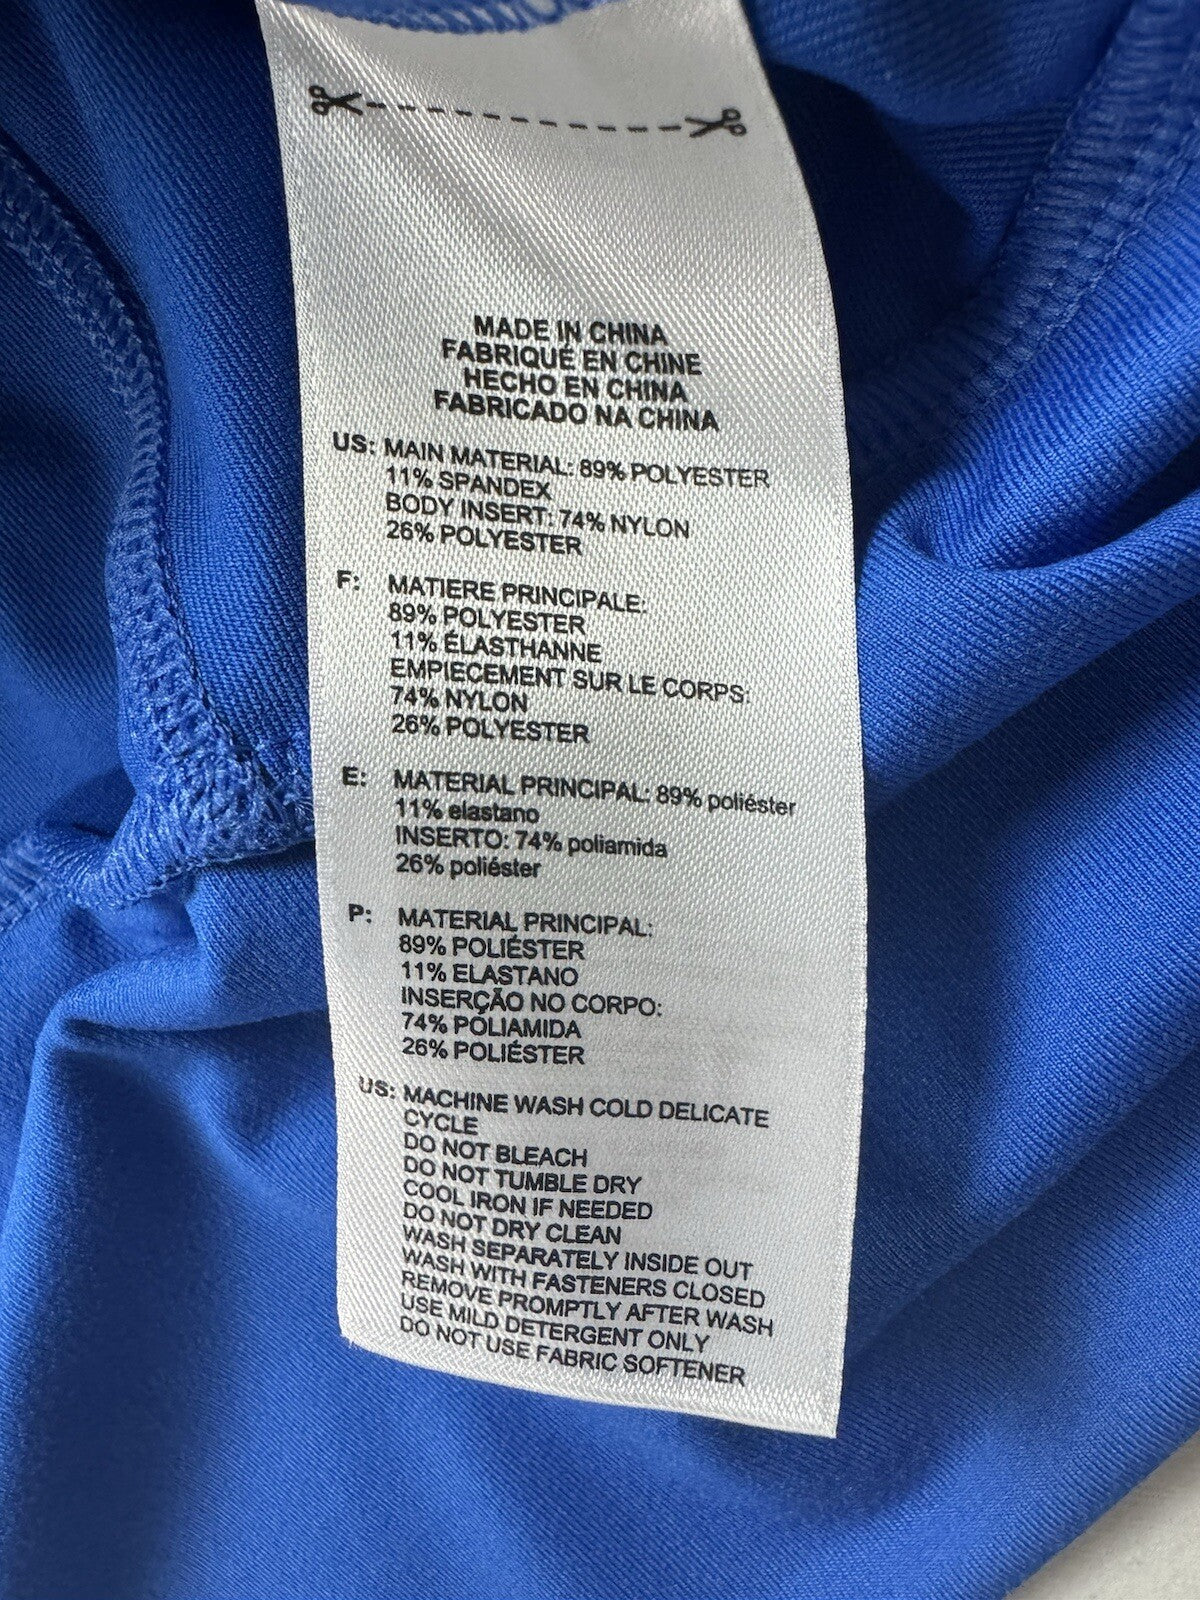 MADE IN CHINA
FABRIQUÉ EN CHINE
HECHO EN CHINA
FABRICADO NA CHINA
US: MAIN MATERIAL: 89% POLYESTER
11% SPANDEX
BODY INSERT: 74% NYLON
26% POLYESTER
F: MATIERE PRINCIPALE:
89% POLYESTER
11% ÉLASTHANNE
EMPIECEMENT SUR LE CORPS:
74% NYLON
26% POLYESTER
E: MATERIAL PRINCIPAL: 89% poliéster
11% elastano
INSERTO: 74% poliamida
26% poliéster
P: MATERIAL PRINCIPAL:
89% POLIÉSTER
11% ELASTANO
INSERÇÃO NO CORPO:
74% POLIAMIDA
26% POLIÉSTER
US: MACHINE WASH COLD DELICATE
CYCLE
DO NOT BLEACH
DO NOT TUMBLE DRY
COOL IRON IF NEEDED
DO NOT DRY CLEAN
WASH SEPARATELY INSIDE OUT
WASH WITH FASTENERS CLOSED
REMOVE PROMPTLY AFTER WASH
USE MILD DETERGENT ONLY
DO NOT USE FABRIC SOFTENER